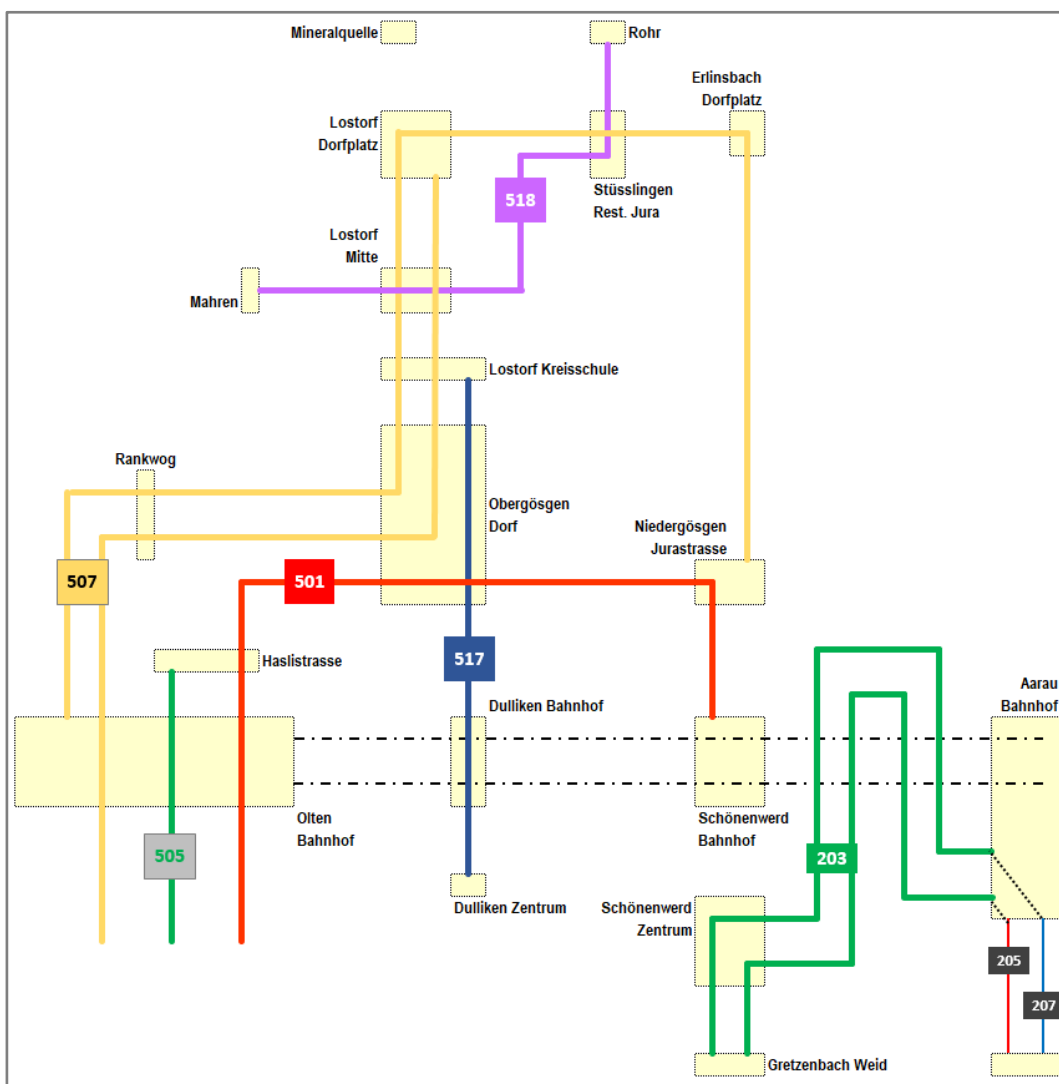 Mineralquelle
Rohr
Erlinsbach
Dorfplatz
Lostorf
Dorfplatz
518
Stüsslingen
Rest. Jura
Lostorf
Mitte
Mahren
Lostorf Kreisschule
Rankwog
Obergösgen
Dorf
Niedergösgen
Jurastrasse
507
501
Haslistrasse
517
Aarau
Bahnhof
Dulliken Bahnhof
Olten
Bahnhof
Schönenwerd
Bahnhof
505
203
Dulliken Zentrum
Schönenwerd
Zentrum
205
207
Gretzenbach Weid